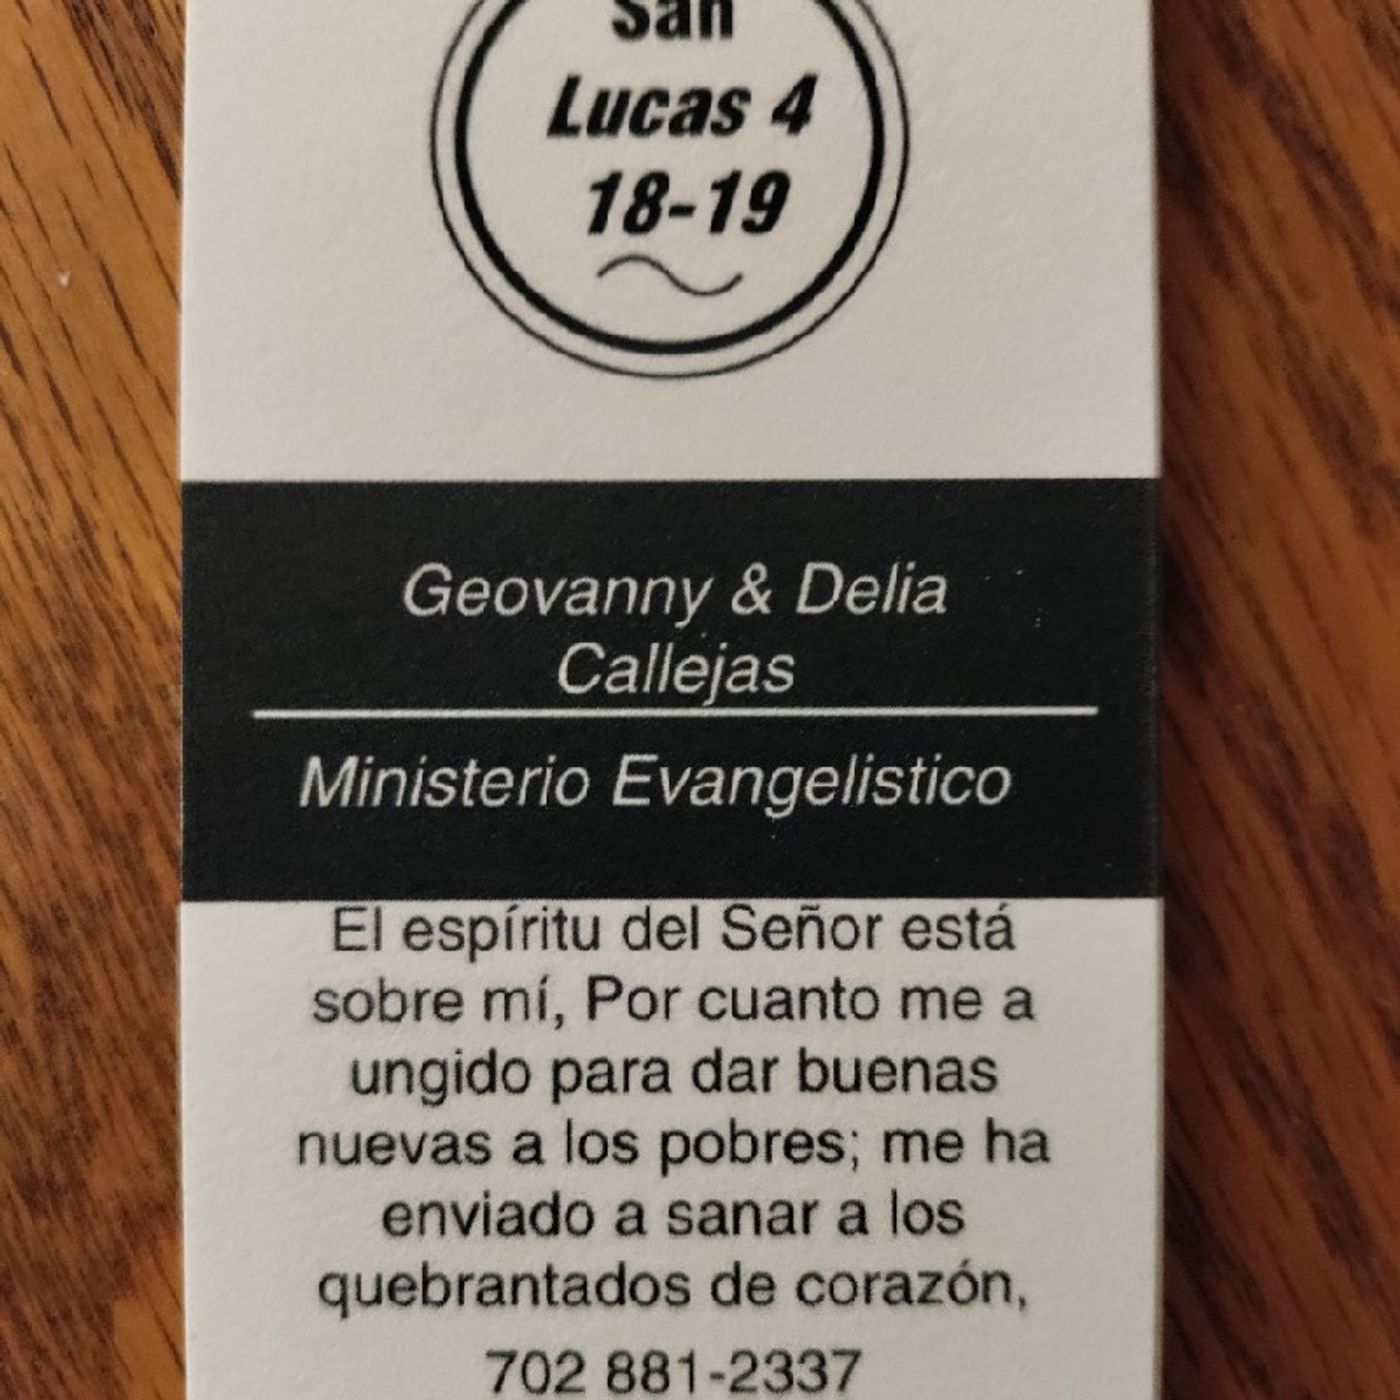 San
Lucas 4
18-19
Geovanny & Delia
Callejas
Ministerio Evangelistico
El espíritu del Señor está
sobre mí, Por cuanto me a
ungido para dar buenas
nuevas a los pobres; me ha
enviado a sanar a los
quebrantados de corazón,
702 881-2337